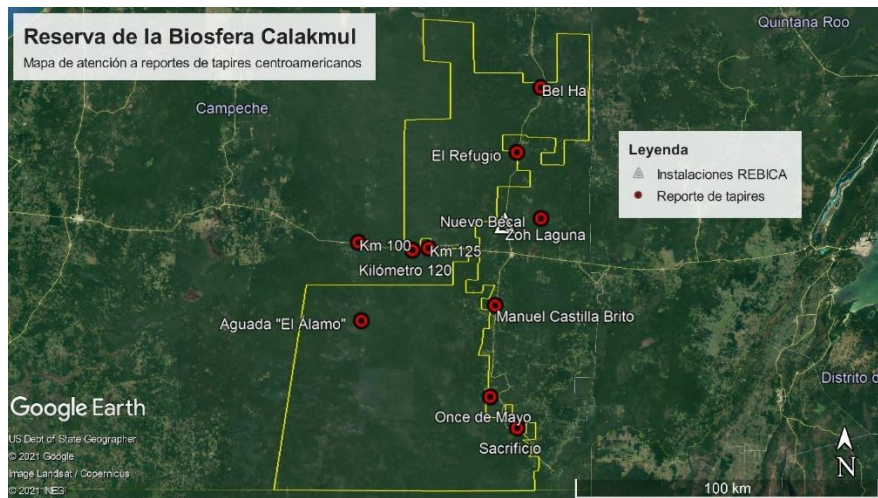 Reserva de la Biosfera Calakmul
Mapa de atención a reportes de tapires centroamericanos
Quintana Roo
Campeche
Bel Ha
El Refugio
Leyenda
Instalaciones REBICA
Reporte de tapires
Nuevo Becal
Zoh Laguna
Km 100
Km 125
Kilómetro 120
Manuel Castilla Brito
Aguada "El Álamo"
Distrito d
Once de Mayo
Sacrificio
Google Earth
US Dept of State Geographer
© 2021 Google
Image Landsat / Copernicus
© 2021 INEGI
100 km
N